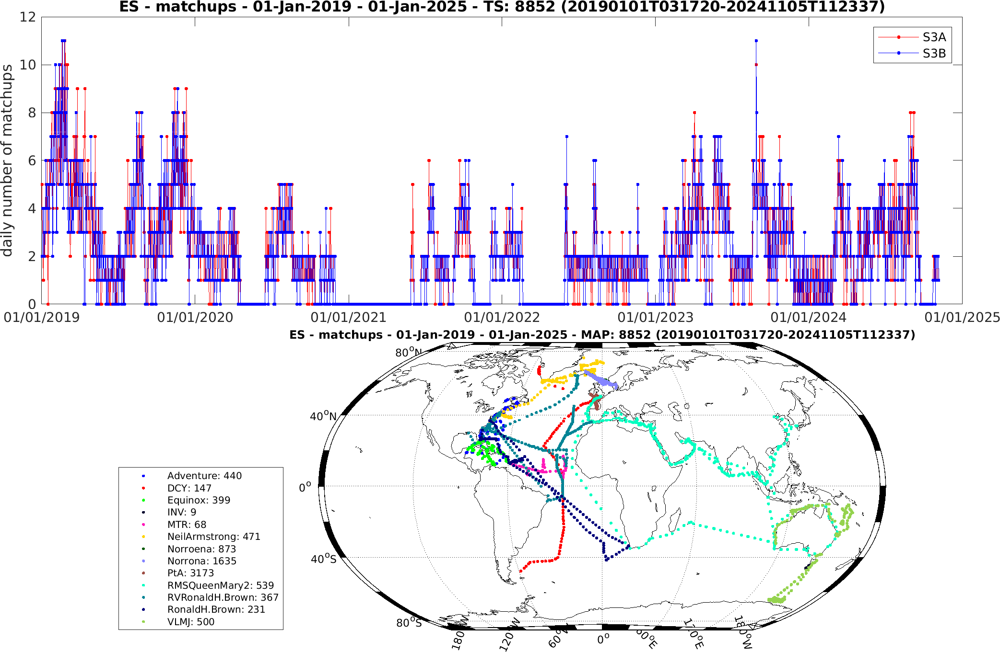 ES - matchups - 01-Jan-2019 - 01-Jan-2025 - TS: 8852 (20190101T031720-20241105T112337)
daily number of matchups
12
10
8
6
4
2
0
S3A
S3B
01/01/2019 01/01/2020 01/01/2021 01/01/2022 01/01/2023 01/01/2024 01/01/2025
ES - matchups - 01-Jan-2019 - 01-Jan-2025 - MAP: 8852 (20190101T031720-20241105T112337)
80°N
40°N
0°
40°S
80°S
180°W 120°W 60°W 0° 60°E 120°E 180°W
Adventure: 440
DCY: 147
Equinox: 399
INV: 9
MTR: 68
NeilArmstrong: 471
Norroena: 873
Norrona: 1635
PtA: 3173
RMSQueenMary2: 539
RVRonaldH.Brown: 367
RonaldH.Brown: 231
VLMJ: 500